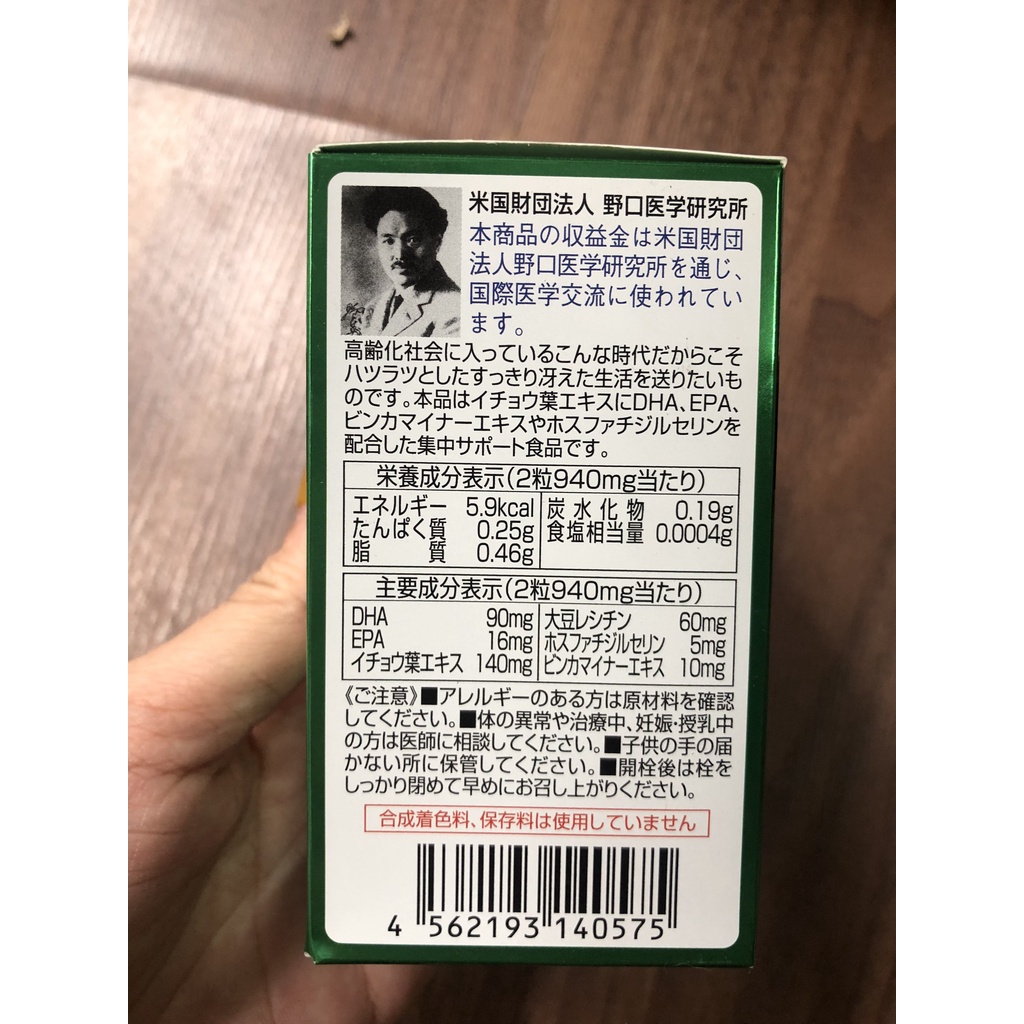 米国財団法人 野口医学研究所
本商品の収益金は米国財団
法人野口医学研究所を通じ、
国際医学交流に使われてい
ます。
高齢化社会に入っているこんな時代だからこそ
ハツラツとしたすっきり冴えた生活を送りたいも
のです。本品はイチョウ葉エキスにDHA、EPA、
ビンカマイナーエキスやホスファチジルセリンを
配合した集中サポート食品です。
栄養成分表示(2粒940mg当たり)
エネルギー 5.9kcal 炭水化物 0.19g
たんぱく質 0.25g 食塩相当量 0.0004g
脂質 0.46g
主要成分表示(2粒940mg当たり)
DHA 90mg 大豆レシチン 60mg
EPA 16mg ホスファチジルセリン 5mg
イチョウ葉エキス 140mg ビンカマイナーエキス 10mg
《ご注意》■アレルギーのある方は原材料を確認
してください。■体の異常や治療中、妊娠・授乳中
の方は医師に相談してください。■子供の手の届
かない所に保管してください。■開栓後は栓を
しっかり閉めて早めにお召し上がりください。
合成着色料、保存料は使用していません
4 562193 140575